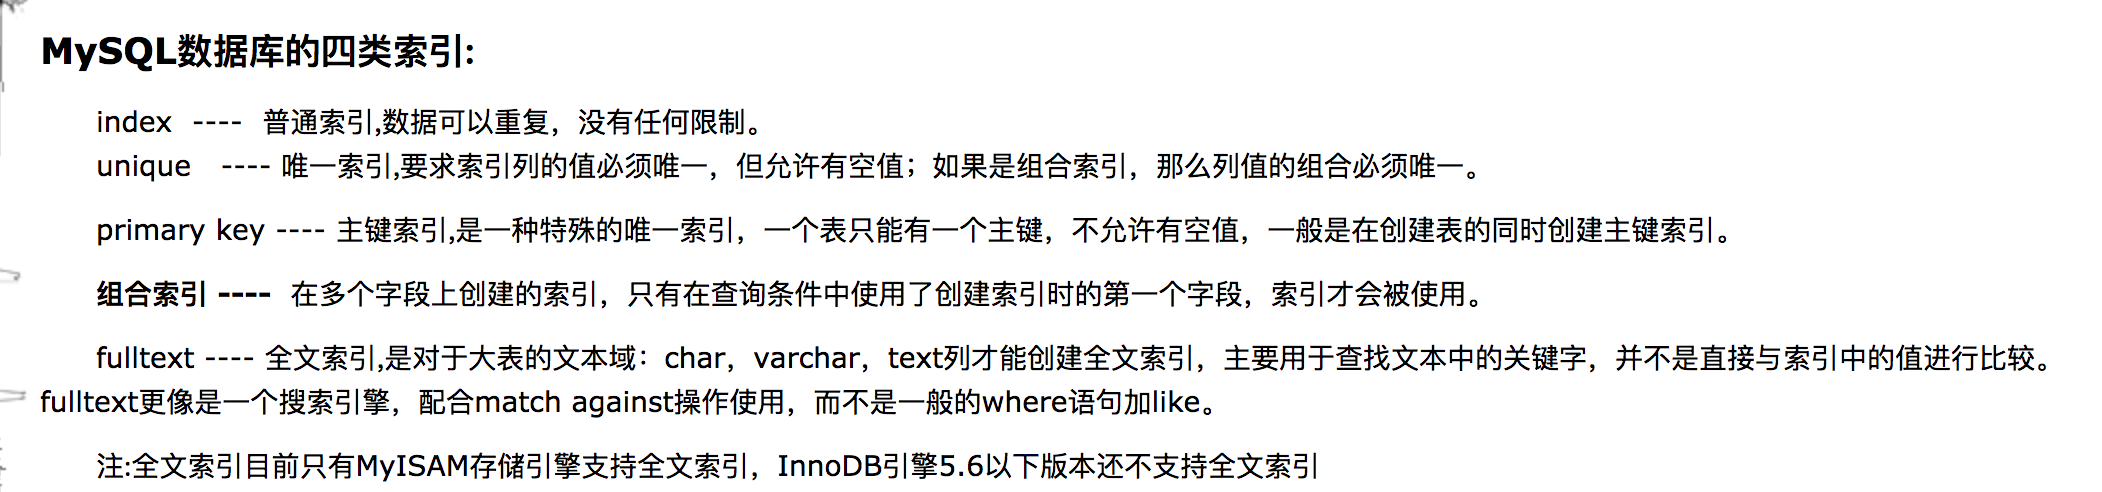 MySQL数据库的四类索引:
index ---- 普通索引,数据可以重复，没有任何限制。
unique ---- 唯一索引,要求索引列的值必须唯一，但允许有空值；如果是组合索引，那么列值的组合必须唯一。
primary key ---- 主键索引,是一种特殊的唯一索引，一个表只能有一个主键，不允许有空值，一般是在创建表的同时创建主键索引。
组合索引 ---- 在多个字段上创建的索引，只有在查询条件中使用了创建索引时的第一个字段，索引才会被使用。
fulltext ---- 全文索引,是对于大表的文本域：char，varchar，text列才能创建全文索引，主要用于查找文本中的关键字，并不是直接与索引中的值进行比较。
fulltext更像是一个搜索引擎，配合match against操作使用，而不是一般的where语句加like。
注:全文索引目前只有MyISAM存储引擎支持全文索引，InnoDB引擎5.6以下版本还不支持全文索引